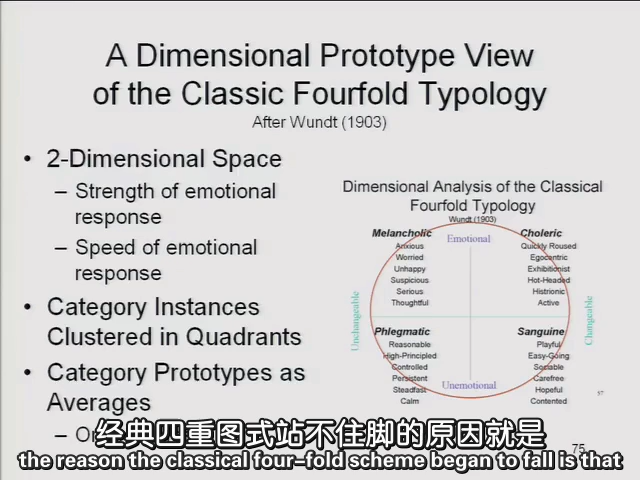 A Dimensional Prototype View
of the Classic Fourfold Typology
After Wundt (1903)
• 2-Dimensional Space
– Strength of emotional
response
– Speed of emotional
response
• Category Instances
Clustered in Quadrants
• Category Prototypes as
Averages
Dimensional Analysis of the Classical
Fourfold Typology
Wundt (1903)
Melancholic
Anxious
Worried
Unhappy
Suspicious
Serious
Thoughtful
Emotional
Choleric
Quickly Roused
Egocentric
Exhibitionist
Hot-Headed
Histrionic
Active
Unchangeable
Changeable
Phlegmatic
Reasonable
High-Principled
Controlled
Persistent
Steadfast
Calm
Unemotional
Sanguine
Playful
Easy-Going
Sociable
Carefree
Hopeful
Contented
57
75
经典四重图式站不住脚的原因就是
the reason the classical four-fold scheme began to fall is that